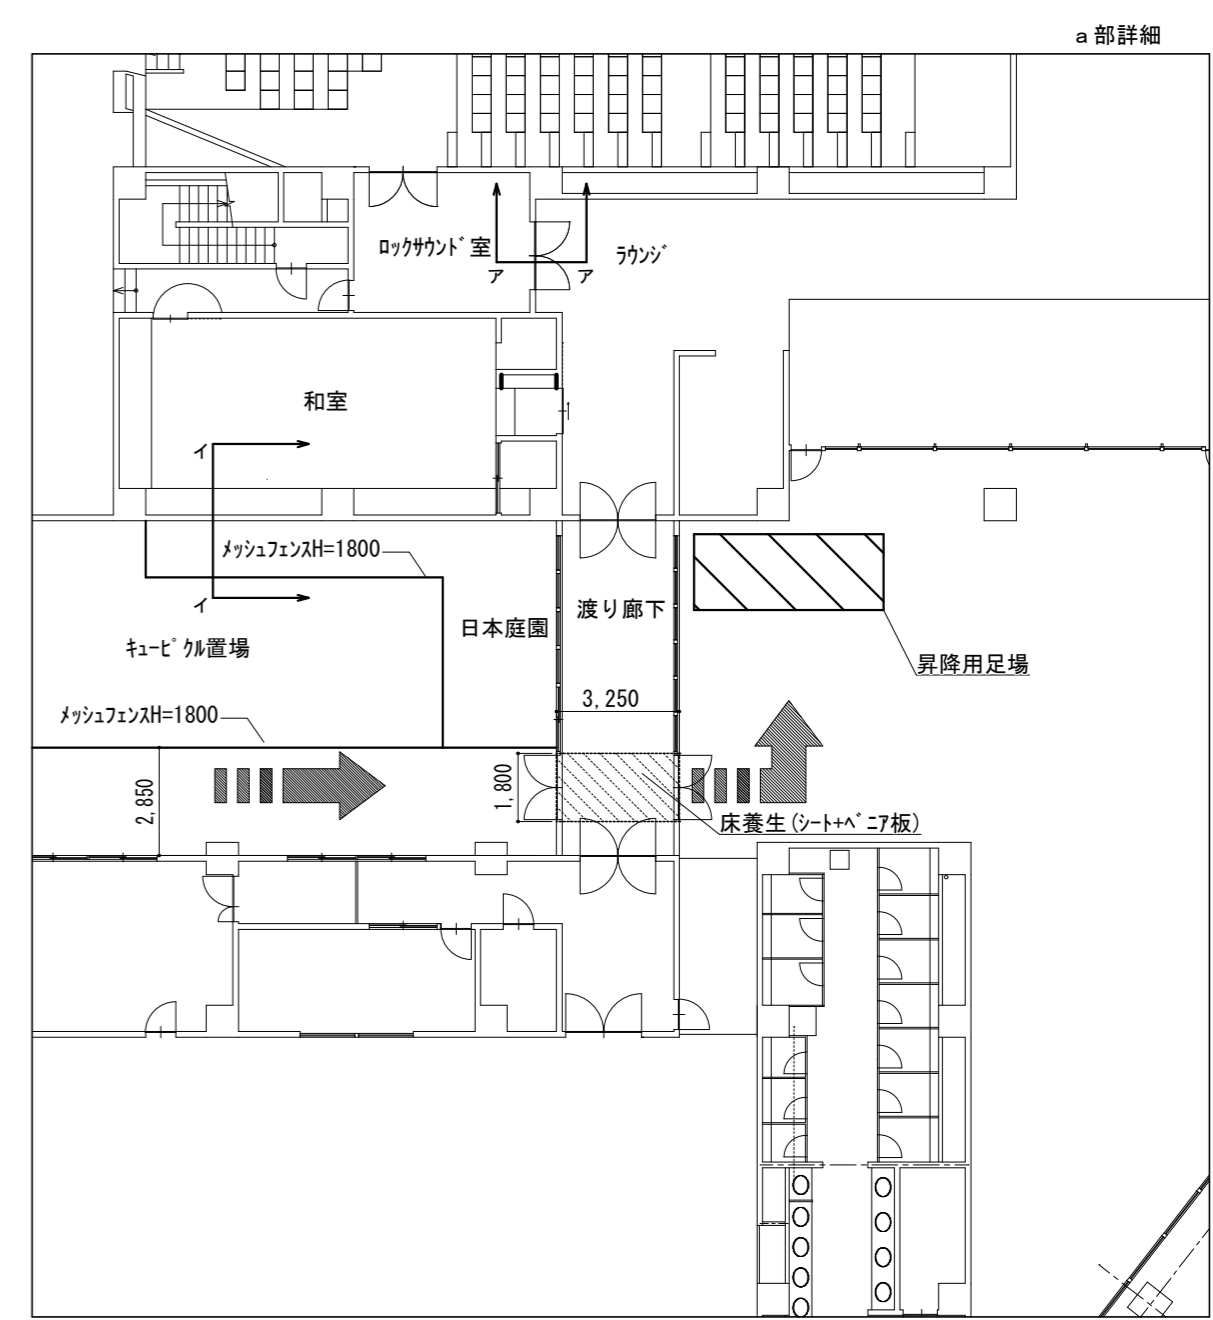 a部詳細
ﾛｯｸｻｳﾝﾄﾞ室
ﾗｳﾝｼﾞ
ア
ア
和室
イ
ﾒｯｼｭﾌｪﾝｽH=1800
イ
渡り廊下
日本庭園
ｷｭｰﾋﾟｸﾙ置場
昇降用足場
3,250
ﾒｯｼｭﾌｪﾝｽH=1800
2,850
1,800
床養生(ｼｰﾄ+ﾍﾞﾆｱ板)